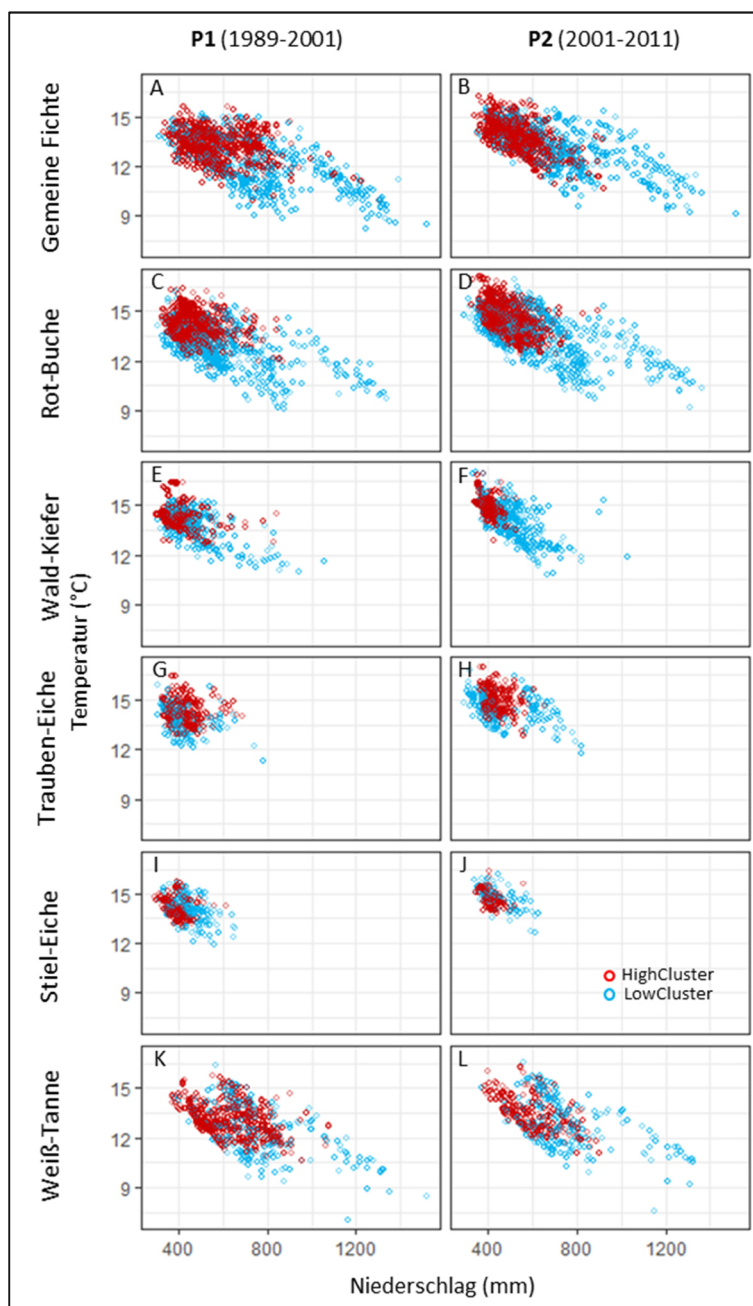 P1 (1989-2001)
P2 (2001-2011)
Gemeine Fichte
A
B
15
12
9
Rot-Buche
C
D
15
12
9
Wald-Kiefer
E
F
15
12
9
Temperatur (°C)
Trauben-Eiche
G
H
15
12
9
Stiel-Eiche
I
J
15
12
9
HighCluster
LowCluster
Weiß-Tanne
K
L
15
12
9
400 800 1200
400 800 1200
Niederschlag (mm)